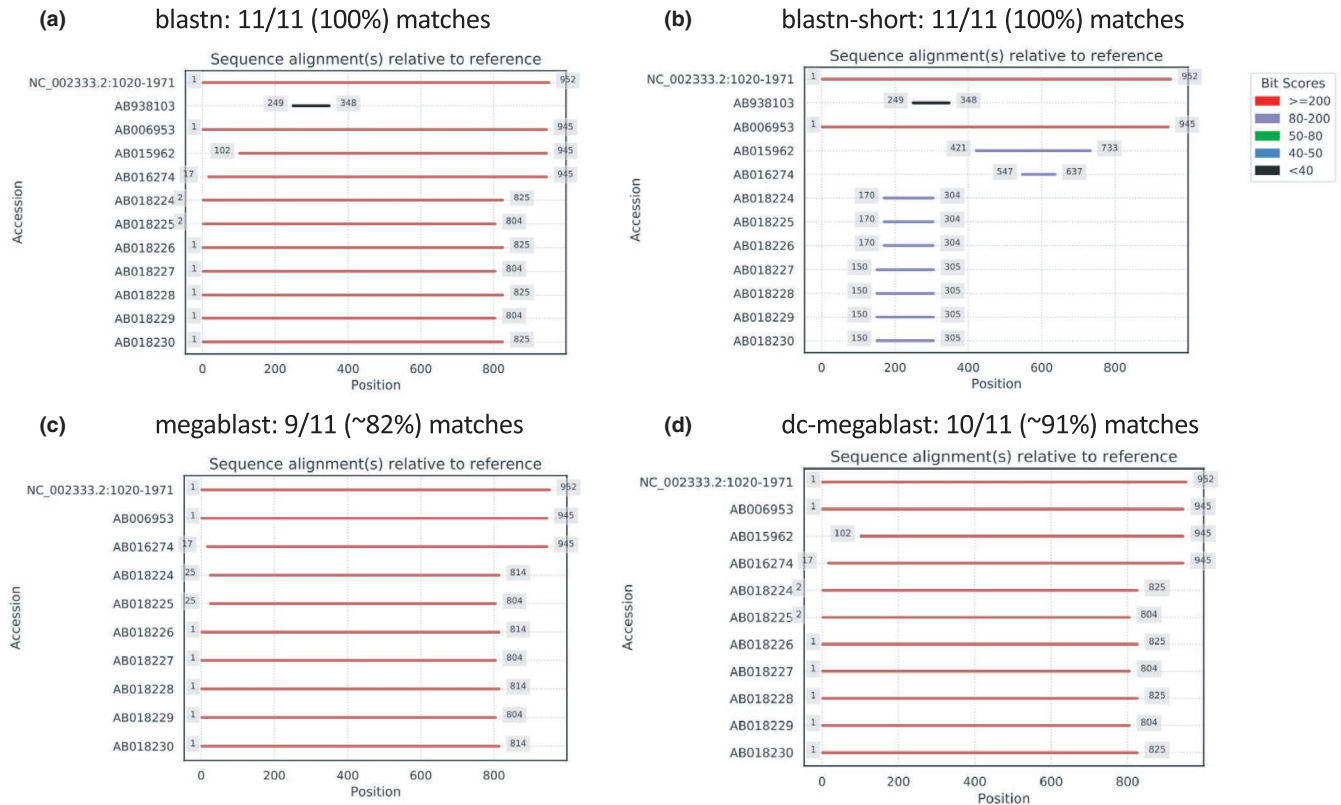 (a) blastn: 11/11 (100%) matches
Sequence alignment(s) relative to reference
Accession
NC_002333.2:1020-1971 1 952
AB938103 249 348
AB006953 1 945
AB015962 102 945
AB016274 17 945
AB018224 2 825
AB018225 2 804
AB018226 1 825
AB018227 1 804
AB018228 1 825
AB018229 1 804
AB018230 1 825
0 200 400 600 800
Position
(b) blastn-short: 11/11 (100%) matches
Sequence alignment(s) relative to reference
Accession
NC_002333.2:1020-1971 1 952
AB938103 249 348
AB006953 1 945
AB015962 421 733
AB016274 547 637
AB018224 170 304
AB018225 170 304
AB018226 170 304
AB018227 150 305
AB018228 150 305
AB018229 150 305
AB018230 150 305
0 200 400 600 800
Position
Bit Scores
>=200
80-200
50-80
40-50
<40
(c) megablast: 9/11 (~82%) matches
Sequence alignment(s) relative to reference
Accession
NC_002333.2:1020-1971 1 952
AB006953 1 945
AB016274 17 945
AB018224 25 814
AB018225 25 804
AB018226 1 814
AB018227 1 804
AB018228 1 814
AB018229 1 804
AB018230 1 814
0 200 400 600 800
Position
(d) dc-megablast: 10/11 (~91%) matches
Sequence alignment(s) relative to reference
Accession
NC_002333.2:1020-1971 1 952
AB006953 1 945
AB015962 102 945
AB016274 17 945
AB018224 2 825
AB018225 2 804
AB018226 1 825
AB018227 1 804
AB018228 1 825
AB018229 1 804
AB018230 1 825
0 200 400 600 800
Position